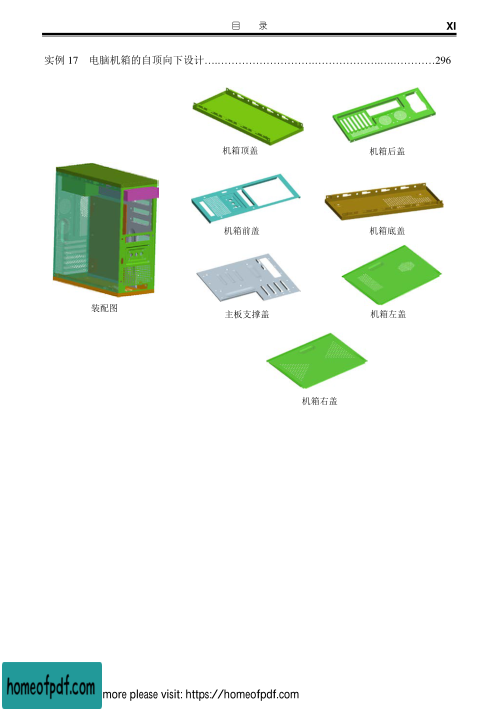 目 录 XI
实例 17 电脑机箱的自顶向下设计……………………………………………296
机箱顶盖 机箱后盖
机箱前盖 机箱底盖
装配图
主板支撑盖 机箱左盖
机箱右盖
homeofpdf.com more please visit: https://homeofpdf.com